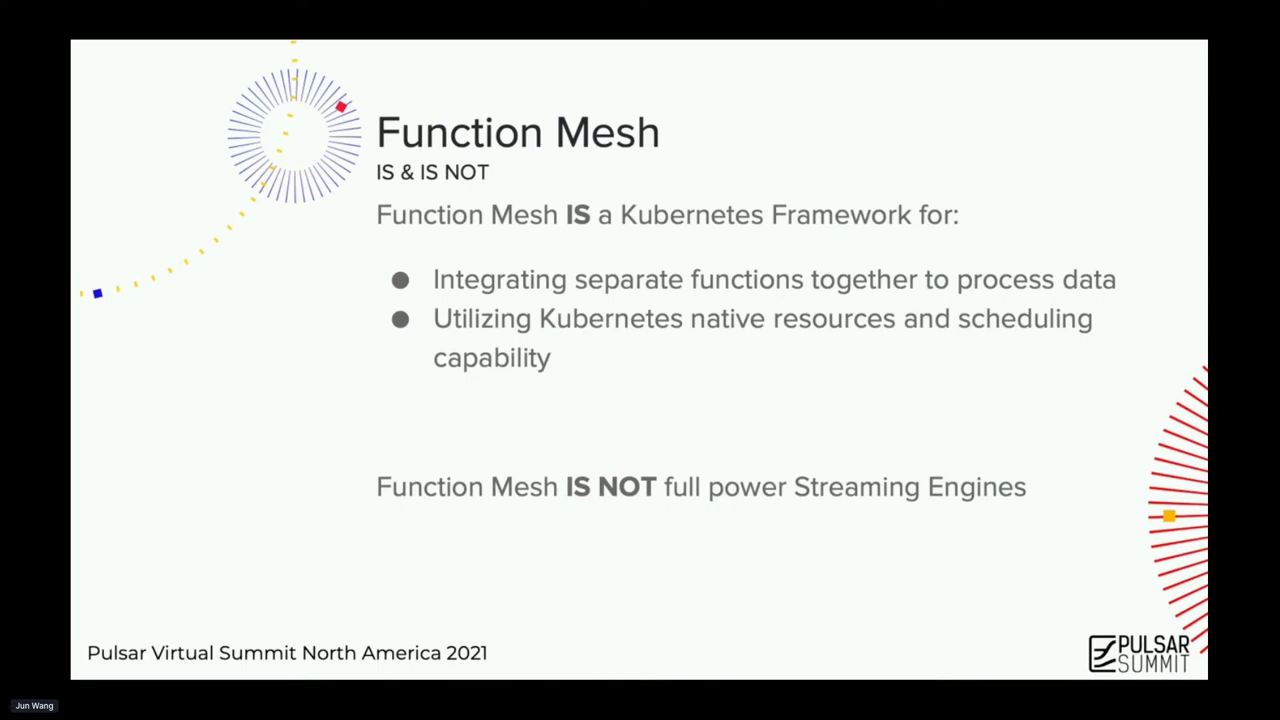 Function Mesh
IS & IS NOT
Function Mesh IS a Kubernetes Framework for:
● Integrating separate functions together to process data
● Utilizing Kubernetes native resources and scheduling
capability
Function Mesh IS NOT full power Streaming Engines
Pulsar Virtual Summit North America 2021
PULSAR
SUMMIT
Jun Wang